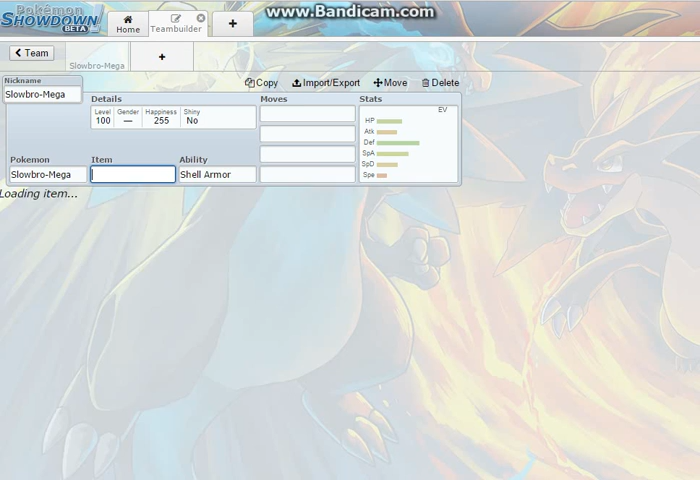 www.Bandicam.com
Pokémon
SHOWDOWN
BETA
Home
Teambuilder
+
Team
Slowbro-Mega
+
Copy
Import/Export
Move
Delete
Nickname
Slowbro-Mega
Details
Moves
Stats
Level
Gender
Happiness
Shiny
100
—
255
No
EV
HP
Atk
Def
SpA
SpD
Spe
Pokemon
Item
Ability
Slowbro-Mega
Shell Armor
Loading item...